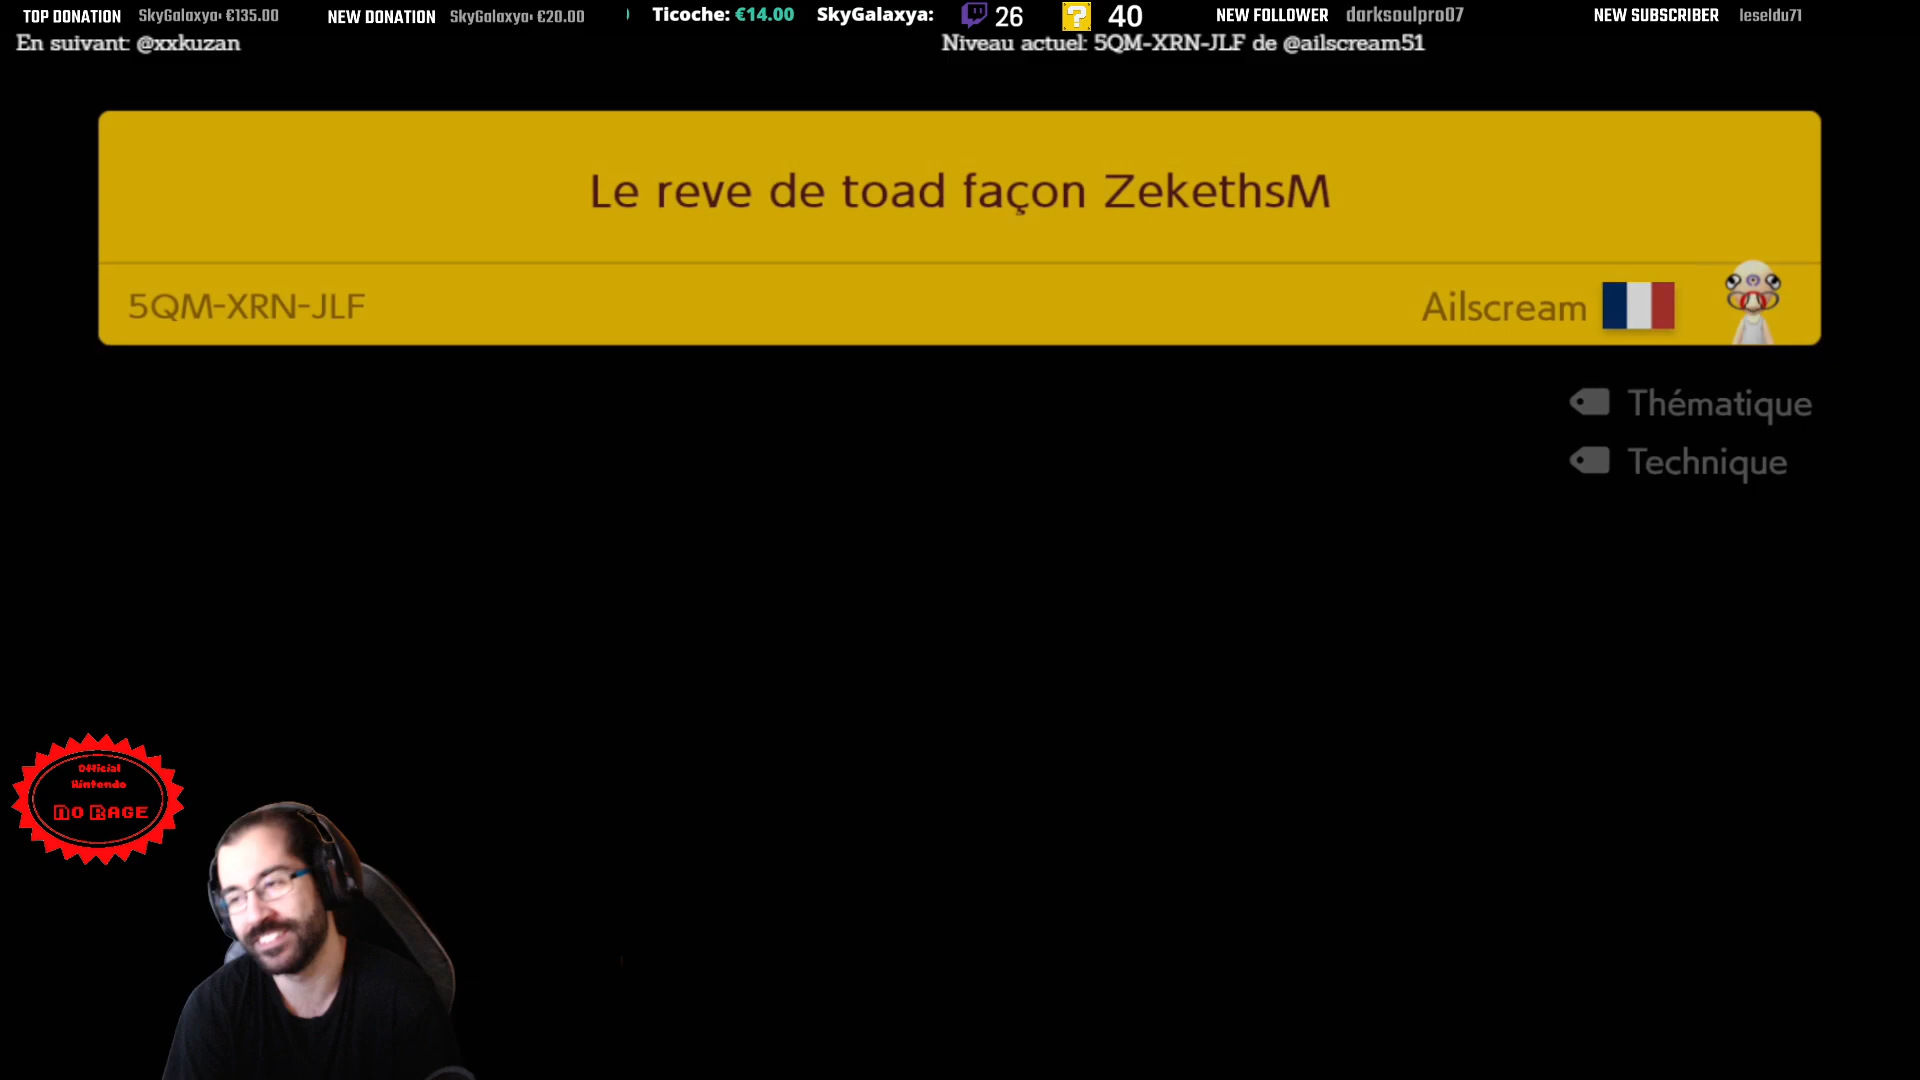 TOP DONATION SkyGalaxya: €135.00 NEW DONATION SkyGalaxya: €20.00 Ticoche: €14.00 SkyGalaxya: 26 40 NEW FOLLOWER darksoulpro07 NEW SUBSCRIBER leseldu71
En suivant: @xxkuzan Niveau actuel: 5QM-XRN-JLF de @ailscream51
Le reve de toad façon ZekethsM
5QM-XRN-JLF Ailscream
Thématique
Technique
Official
Nintendo
No Rage